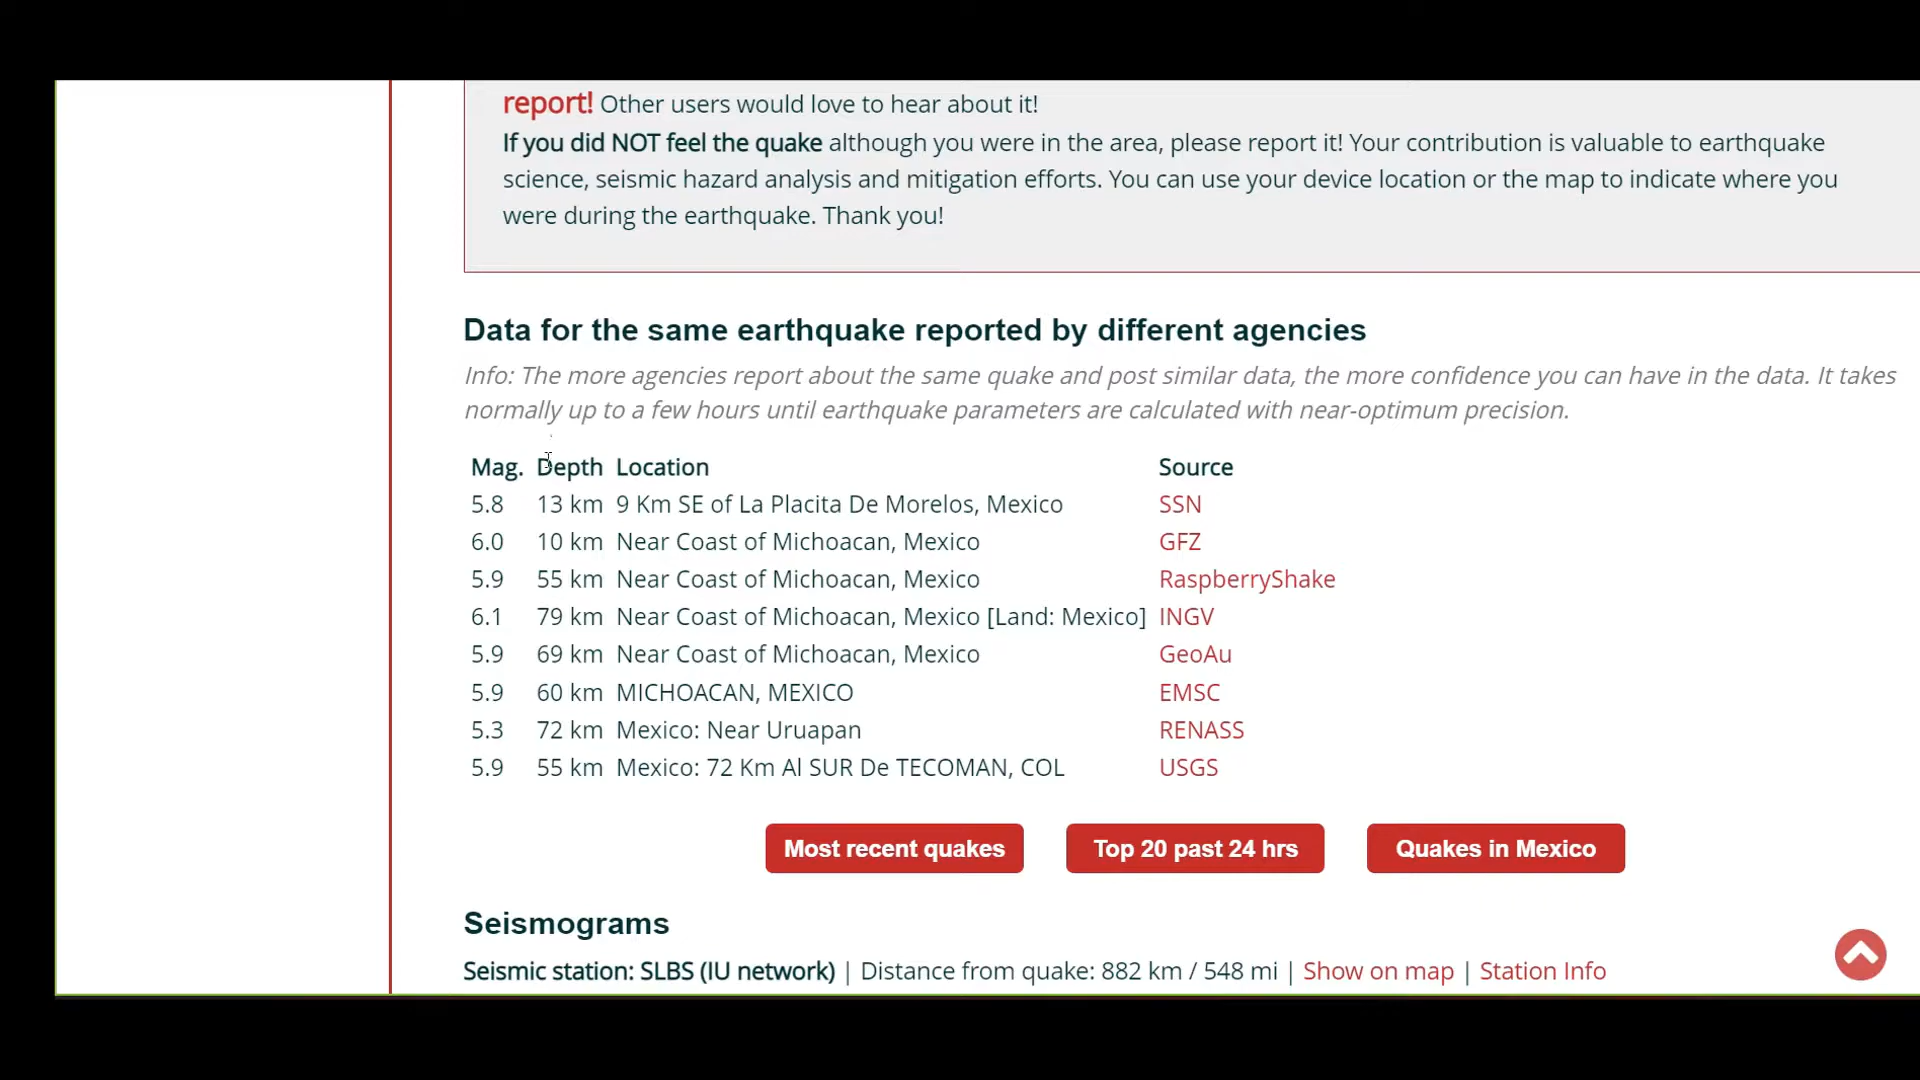 report! Other users would love to hear about it!
If you did NOT feel the quake although you were in the area, please report it! Your contribution is valuable to earthquake
science, seismic hazard analysis and mitigation efforts. You can use your device location or the map to indicate where you
were during the earthquake. Thank you!
Data for the same earthquake reported by different agencies
Info: The more agencies report about the same quake and post similar data, the more confidence you can have in the data. It takes
normally up to a few hours until earthquake parameters are calculated with near-optimum precision.
Mag. Depth Location Source
5.8 13 km 9 Km SE of La Placita De Morelos, Mexico SSN
6.0 10 km Near Coast of Michoacan, Mexico GFZ
5.9 55 km Near Coast of Michoacan, Mexico RaspberryShake
6.1 79 km Near Coast of Michoacan, Mexico [Land: Mexico] INGV
5.9 69 km Near Coast of Michoacan, Mexico GeoAu
5.9 60 km MICHOACAN, MEXICO EMSC
5.3 72 km Mexico: Near Uruapan RENASS
5.9 55 km Mexico: 72 Km Al SUR De TECOMAN, COL USGS
Most recent quakes Top 20 past 24 hrs Quakes in Mexico
Seismograms
Seismic station: SLBS (IU network) | Distance from quake: 882 km / 548 mi | Show on map | Station Info